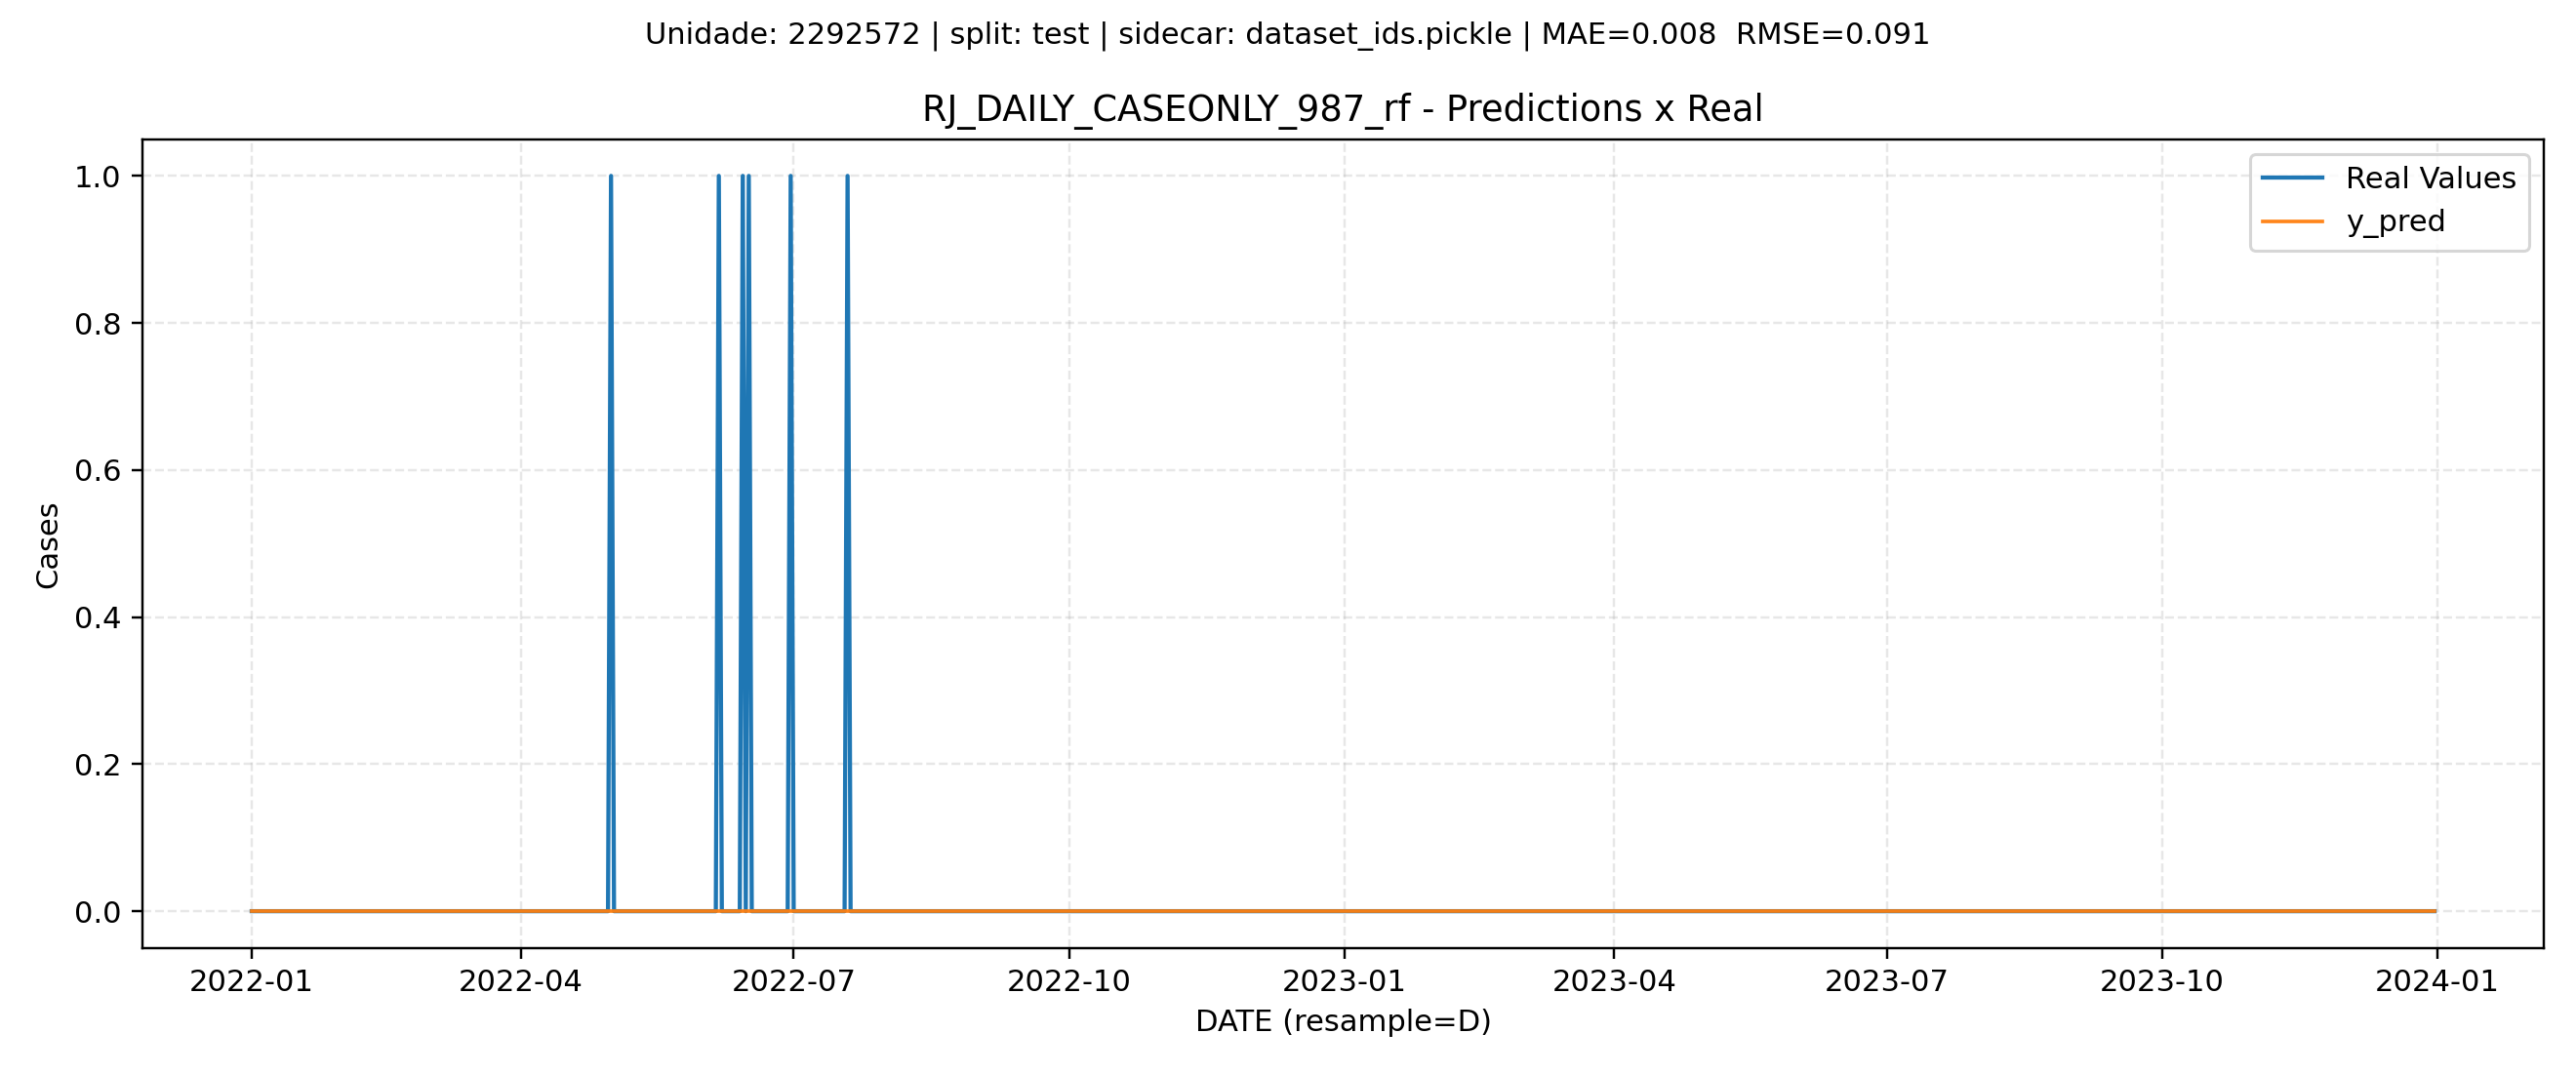 Unidade: 2292572 | split: test | sidecar: dataset_ids.pickle | MAE=0.008  RMSE=0.091
RJ_DAILY_CASEONLY_987_rf - Predictions x Real
Real Values
y_pred
1.0
0.8
0.6
0.4
0.2
0.0
Cases
2022-01 2022-04 2022-07 2022-10 2023-01 2023-04 2023-07 2023-10 2024-01
DATE (resample=D)